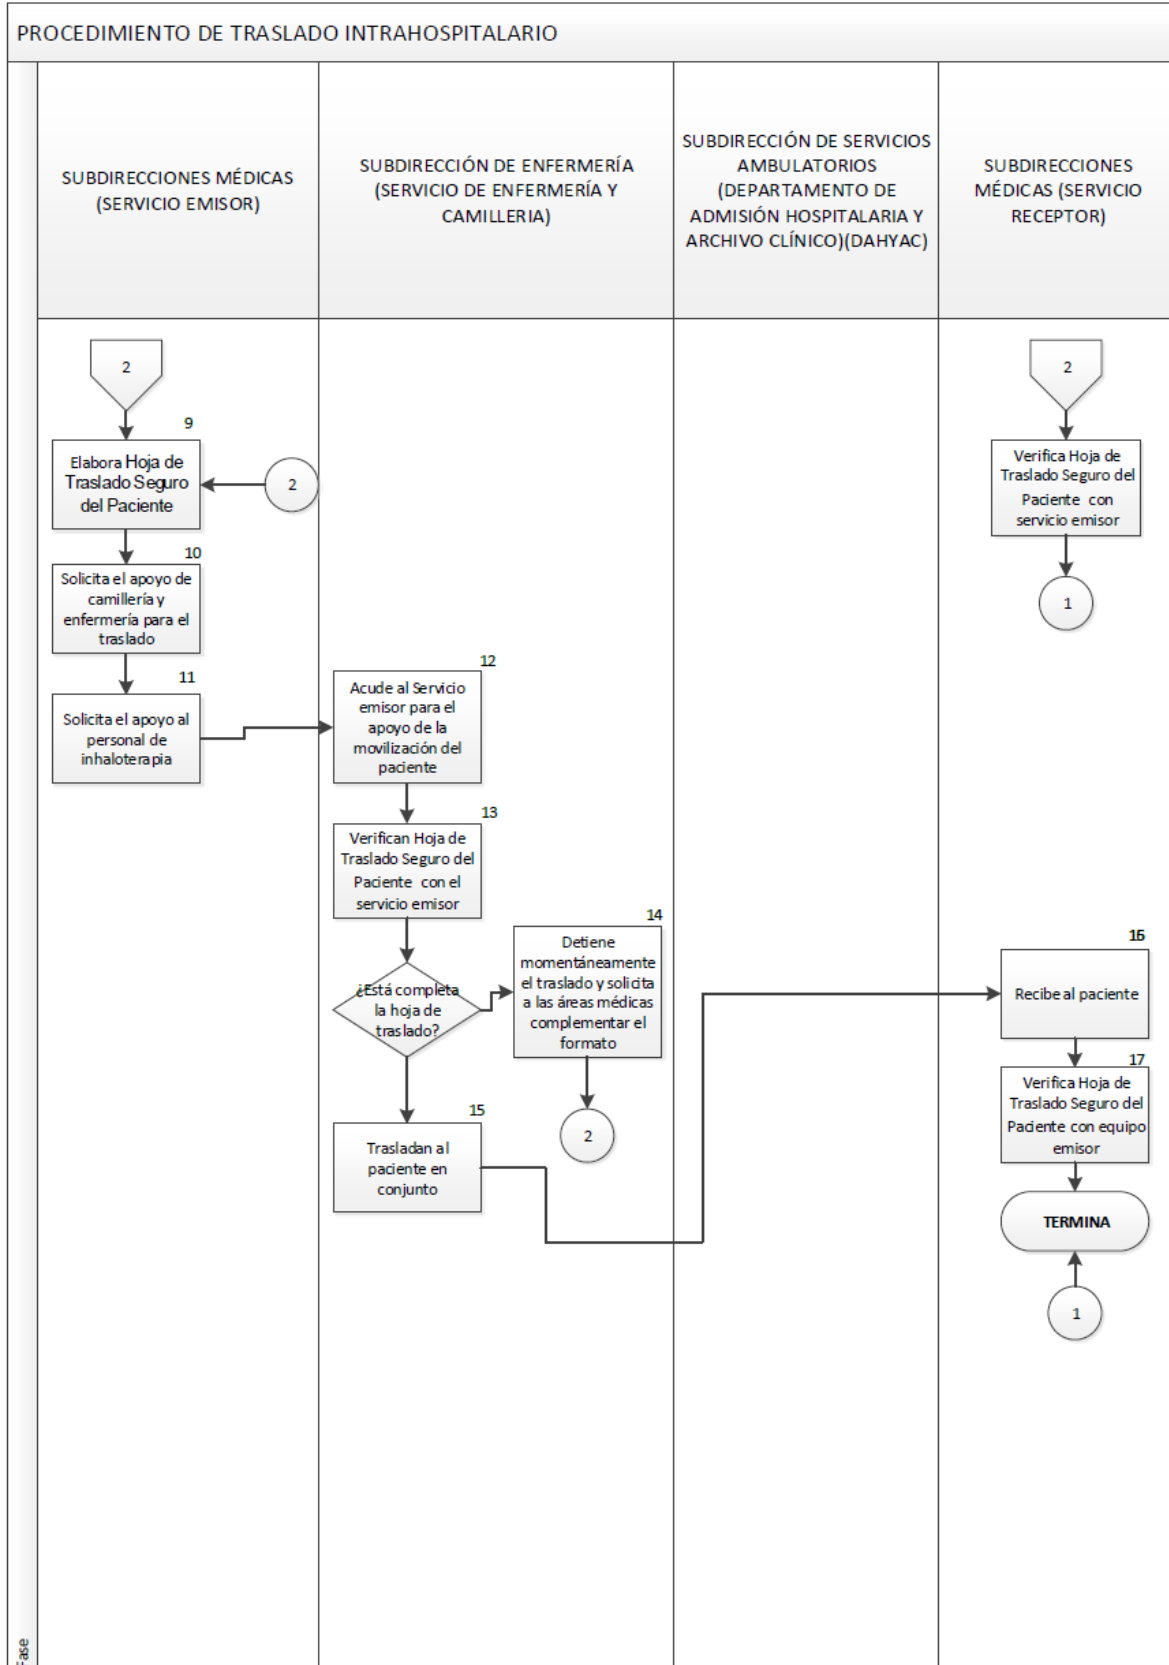 PROCEDIMIENTO DE TRASLADO INTRAHOSPITALARIO
SUBDIRECCIONES MÉDICAS
(SERVICIO EMISOR)
SUBDIRECCIÓN DE ENFERMERÍA
(SERVICIO DE ENFERMERÍA Y
CAMILLERIA)
SUBDIRECCIÓN DE SERVICIOS
AMBULATORIOS
(DEPARTAMENTO DE
ADMISIÓN HOSPITALARIA Y
ARCHIVO CLÍNICO)(DAHYAC)
SUBDIRECCIONES
MÉDICAS (SERVICIO
RECEPTOR)
2
9
Elabora Hoja de
Traslado Seguro
del Paciente
2
10
Solicita el apoyo de
camillería y
enfermería para el
traslado
11
Solicita el apoyo al
personal de
inhaloterapia
12
Acude al Servicio
emisor para el
apoyo de la
movilización del
paciente
13
Verifican Hoja de
Traslado Seguro del
Paciente con el
servicio emisor
¿Está completa
la hoja de
traslado?
14
Detiene
momentáneamente
el traslado y solicita
a las áreas médicas
complementar el
formato
2
15
Trasladan al
paciente en
conjunto
2
Verifica Hoja de
Traslado Seguro del
Paciente con
servicio emisor
1
16
Recibe al paciente
17
Verifica Hoja de
Traslado Seguro del
Paciente con equipo
emisor
TERMINA
1
Fase